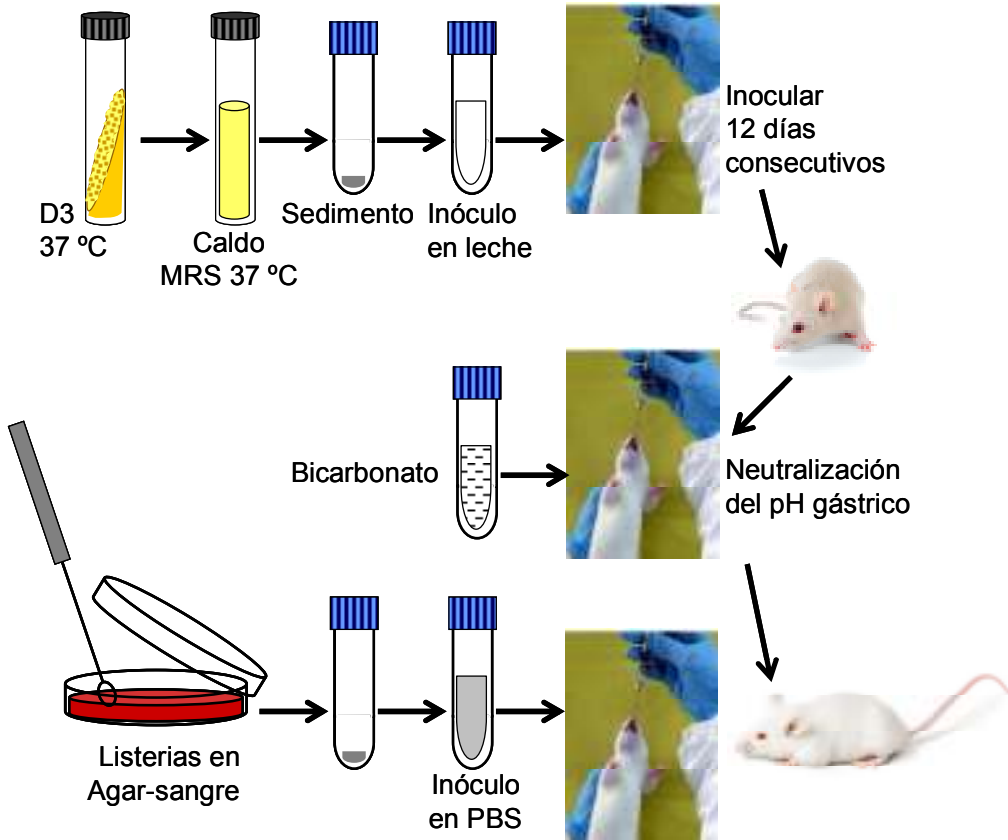 D3
37 ºC
Caldo
MRS 37 ºC
Sedimento
Inóculo
en leche
Inocular
12 días
consecutivos
Bicarbonato
Neutralización
del pH gástrico
Listerias en
Agar-sangre
Inóculo
en PBS